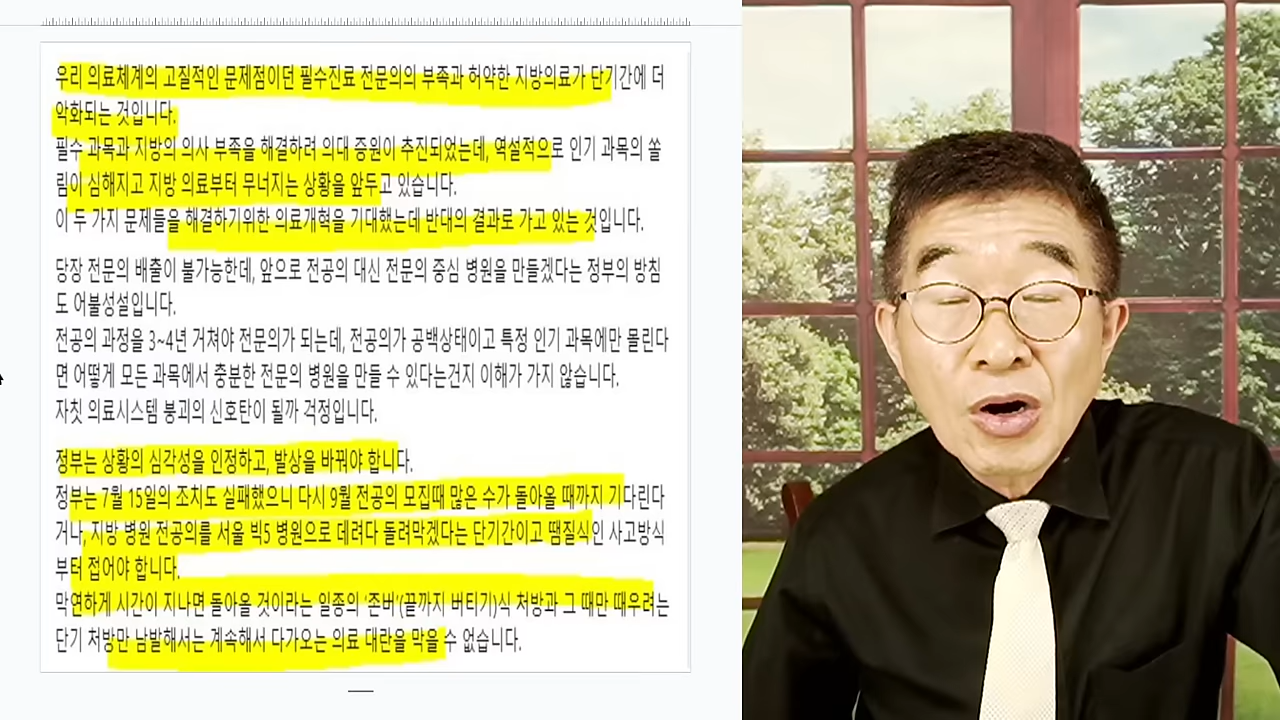 우리 의료체계의 고질적인 문제점이던 필수진료 전문의의 부족과 허약한 지방의료가 단기간에 더
악화되는 것입니다.
필수 과목과 지방의 의사 부족을 해결하려 의대 증원이 추진되었는데, 역설적으로 인기 과목의 쏠
림이 심해지고 지방 의료부터 무너지는 상황을 앞두고 있습니다.
이 두 가지 문제들을 해결하기위한 의료개혁을 기대했는데 반대의 결과로 가고 있는 것입니다.
당장 전문의 배출이 불가능한데, 앞으로 전공의 대신 전문의 중심 병원을 만들겠다는 정부의 방침
도 어불성설입니다.
전공의 과정을 3~4년 거쳐야 전문의가 되는데, 전공의가 공백상태이고 특정 인기 과목에만 몰린다
면 어떻게 모든 과목에서 충분한 전문의 병원을 만들 수 있다는건지 이해가 가지 않습니다.
자칫 의료시스템 붕괴의 신호탄이 될까 걱정입니다.
정부는 상황의 심각성을 인정하고, 발상을 바꿔야 합니다.
정부는 7월 15일의 조치도 실패했으니 다시 9월 전공의 모집때 많은 수가 돌아올 때까지 기다린다
거나, 지방 병원 전공의를 서울 빅5 병원으로 데려다 돌려막겠다는 단기간이고 땜질식인 사고방식
부터 접어야 합니다.
막연하게 시간이 지나면 돌아올 것이라는 일종의 '존버'(끝까지 버티기)식 처방과 그 때만 때우려는
단기 처방만 남발해서는 계속해서 다가오는 의료 대란을 막을 수 없습니다.